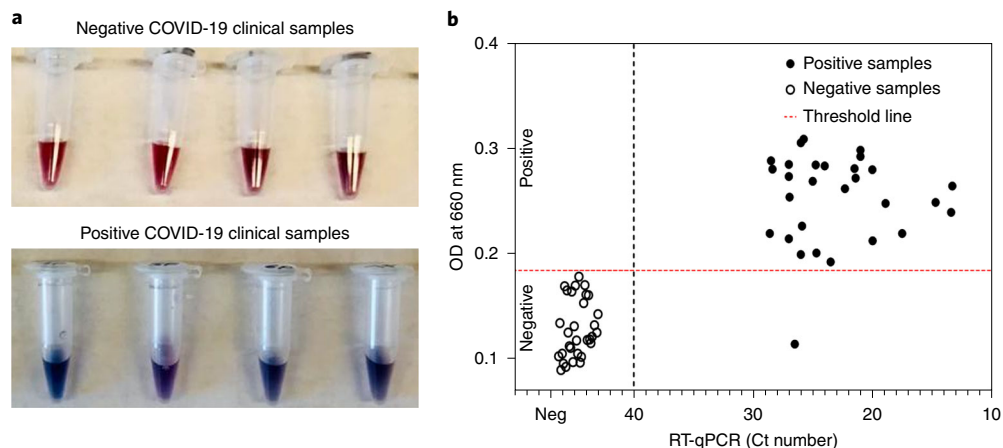 a
Negative COVID-19 clinical samples
Positive COVID-19 clinical samples
b
0.4
0.3
0.2
0.1
OD at 660 nm
Positive
Negative
Positive samples
Negative samples
Threshold line
Neg 40 30 20 10
RT-qPCR (Ct number)